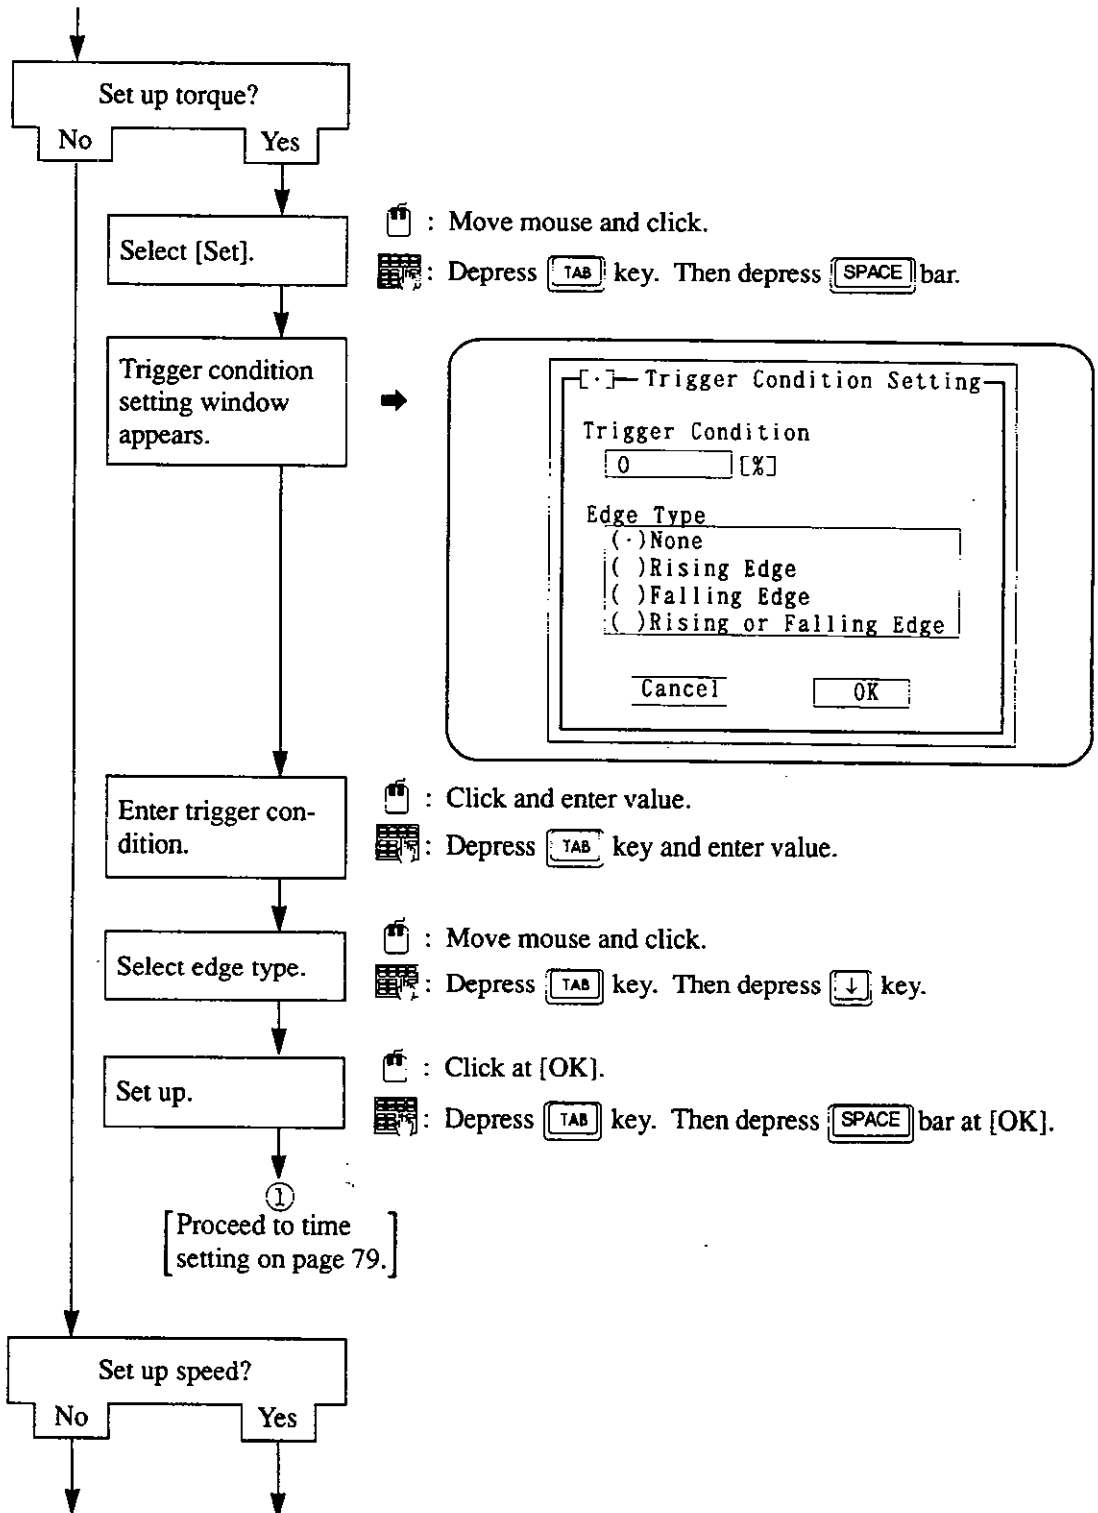 Set up torque?
No Yes
Select [Set].
: Move mouse and click.
: Depress TAB key. Then depress SPACE bar.
Trigger condition
setting window
appears.
[·] Trigger Condition Setting
Trigger Condition
0 [%]
Edge Type
(·)None
( )Rising Edge
( )Falling Edge
( )Rising or Falling Edge
Cancel OK
Enter trigger con-
dition.
: Click and enter value.
: Depress TAB key and enter value.
Select edge type.
: Move mouse and click.
: Depress TAB key. Then depress ↓ key.
Set up.
: Click at [OK].
: Depress TAB key. Then depress SPACE bar at [OK].
①
[Proceed to time
setting on page 79.]
Set up speed?
No Yes